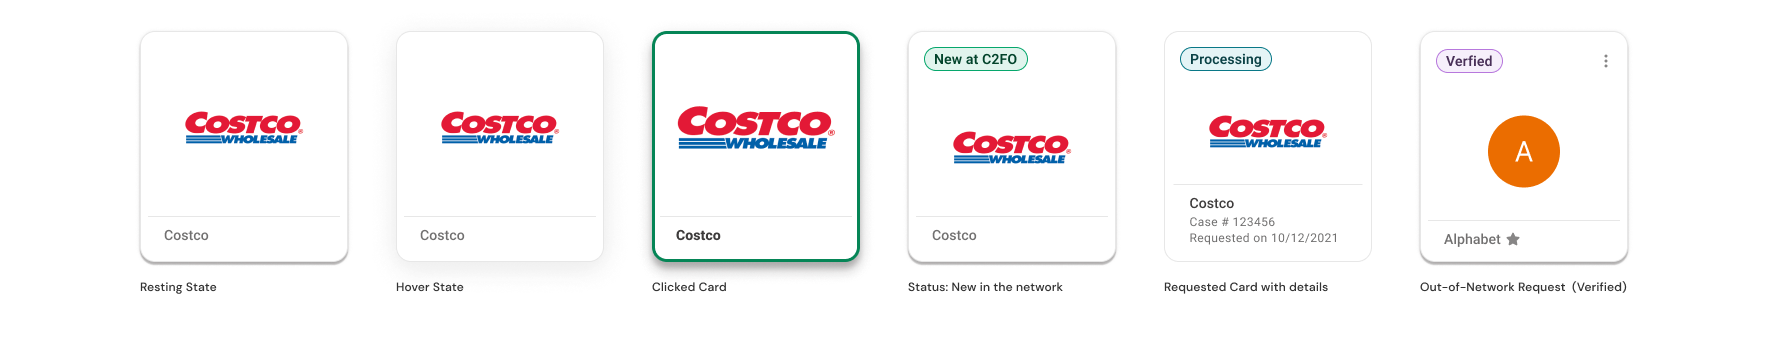 COSTCO
WHOLESALE
Costco
Resting State
COSTCO
WHOLESALE
Costco
Hover State
COSTCO
WHOLESALE
Costco
Clicked Card
New at C2FO
COSTCO
WHOLESALE
Costco
Status: New in the network
Processing
COSTCO
WHOLESALE
Costco
Case # 123456
Requested on 10/12/2021
Requested Card with details
Verfied
A
Alphabet
Out-of-Network Request (Verified)